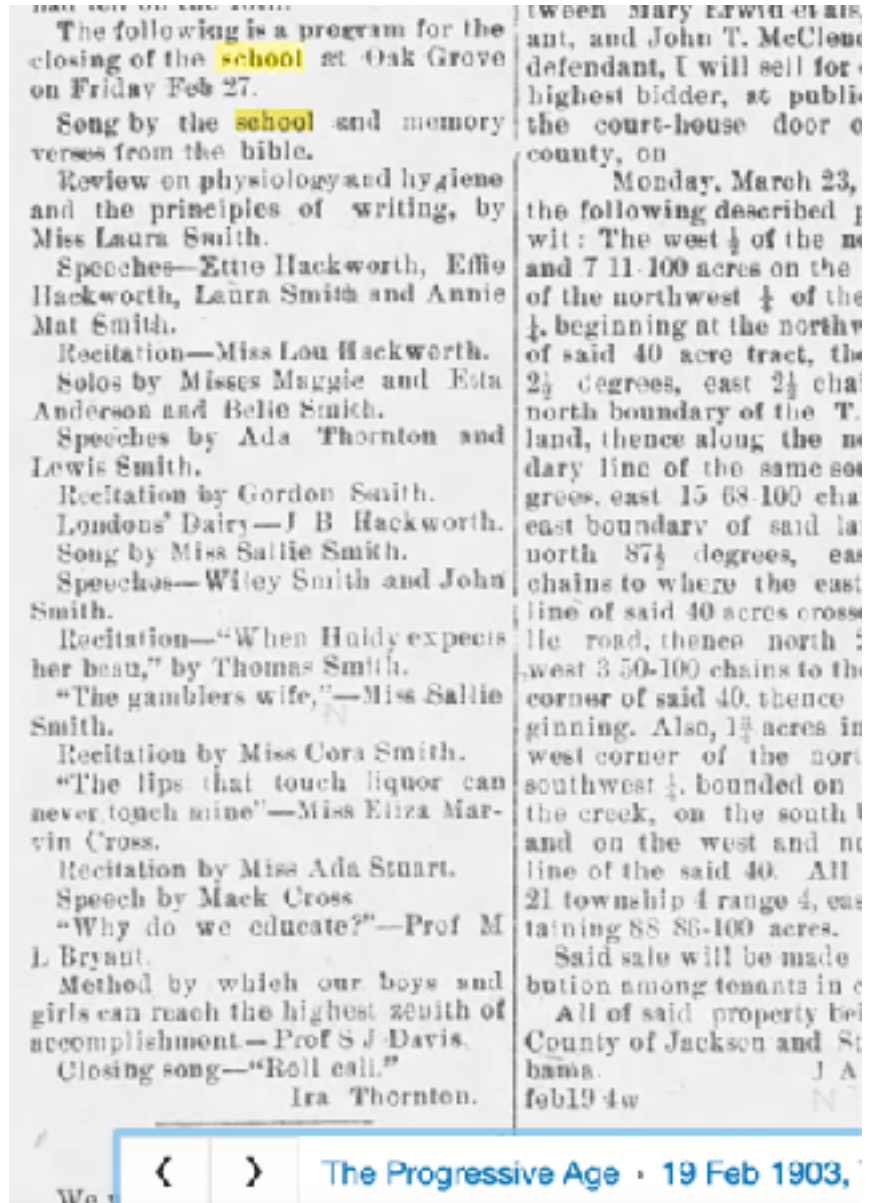 The following is a program for the
closing of the school at Oak Grove
on Friday Feb 27.
Song by the school and memory
verses from the bible.
Review on physiology and hygiene
and the principles of writing, by
Miss Laura Smith.
Speeches—Ettie Hackworth, Effie
Hackworth, Laura Smith and Annie
Mat Smith.
Recitation—Miss Lou Hackworth.
Solos by Misses Maggie and Esta
Anderson and Belle Smith.
Speeches by Ada Thornton and
Lewis Smith.
Recitation by Gordon Smith.
Londons' Dairy—J B Hackworth.
Song by Miss Sallie Smith.
Speeches—Wiley Smith and John
Smith.
Recitation—"When Huldy expects
her beau," by Thomas Smith.
"The gamblers wife,"—Miss Sallie
Smith.
Recitation by Miss Cora Smith.
"The lips that touch liquor can
never touch mine"—Miss Eliza Mar-
vin Cross.
Recitation by Miss Ada Stuart.
Speech by Mack Cross
"Why do we educate?"—Prof M
L Bryant.
Method by which our boys and
girls can reach the highest zenith of
accomplishment—Prof S J Davis.
Closing song—"Roll call."
Ira Thornton.
tween Mary Erwin et als,
ant, and John T. McCl
defendant, I will sell for
highest bidder, at publi
the court-house door o
county, on
Monday, March 23,
the following described p
wit: The west ½ of the
and 7 11-100 acres on the
of the northwest ¼ of the
¼, beginning at the northw
of said 40 acre tract, the
2½ degrees, east 2½ chai
north boundary of the T.
land, thence along the
dary line of the same sou
grees, east 15 68-100 cha
east boundary of said la
north 87½ degrees, eas
chains to where the east
line of said 40 acres crosse
lle road, thence north
west 3 50-100 chains to the
corner of said 40, thence
ginning. Also, 1¾ acres in
west corner of the nort
southwest ¼, bounded on
the creek, on the south b
and on the west and no
line of the said 40. All
21 township 4 range 4, eas
taining 88 86-100 acres.
Said sale will be made
bution among tenants in c
All of said property bei
County of Jackson and St
bama. J A
feb19 4w
The Progressive Age · 19 Feb 1903,